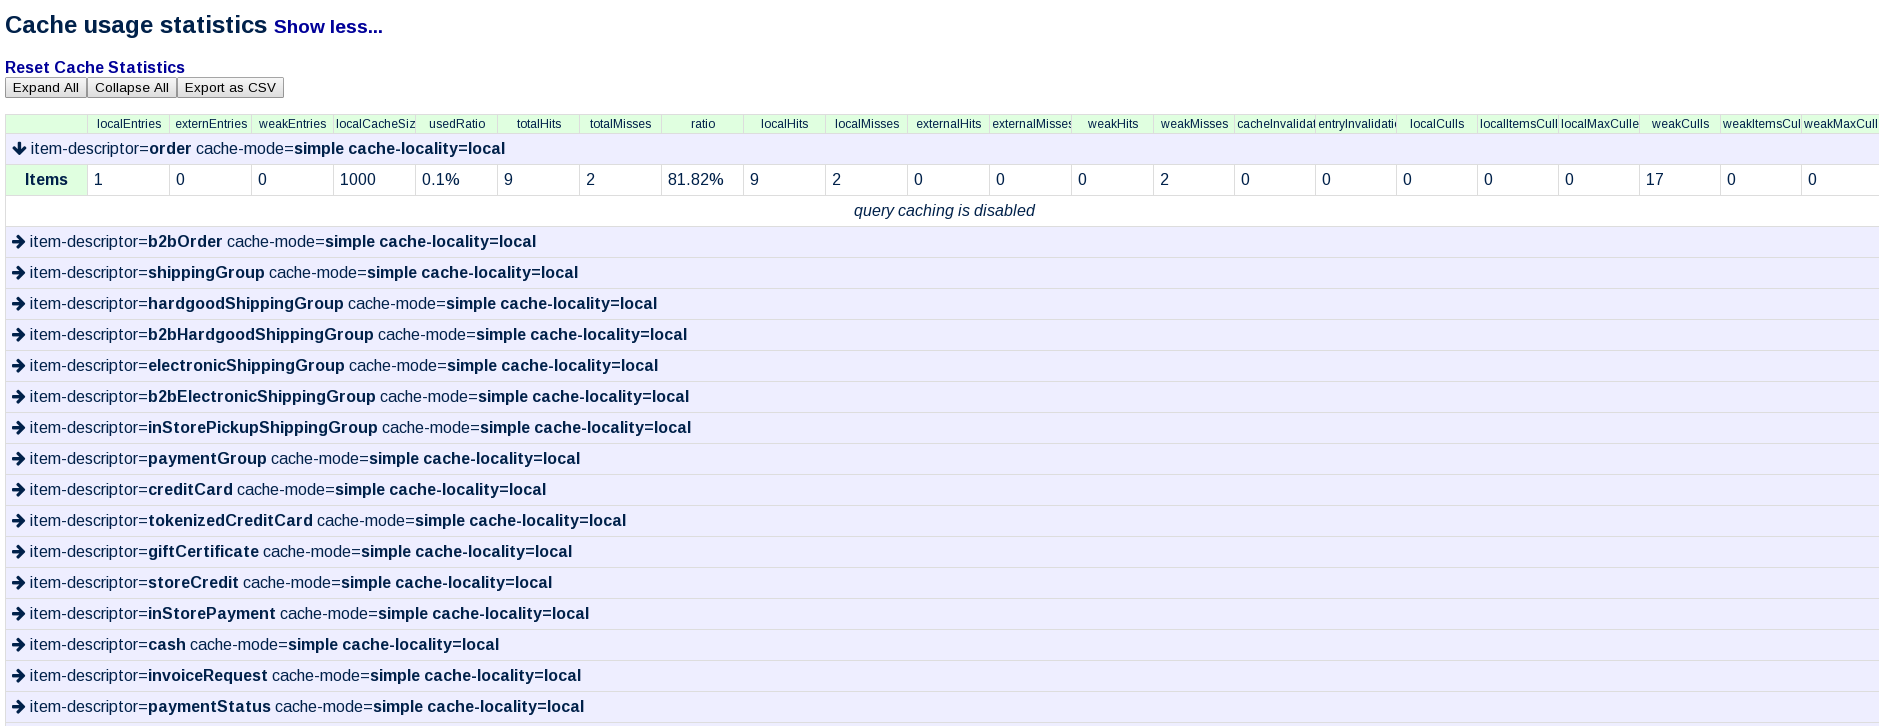 Cache usage statistics Show less...
Reset Cache Statistics
Expand All Collapse All Export as CSV
localEntries externEntries weakEntries localCacheSiz usedRatio totalHits totalMisses ratio localHits localMisses externalHits externalMisses weakHits weakMisses cacheInvalidat entryInvalidatio localCulls localItemsCull localMaxCulle weakCulls weakItemsCul weakMaxCull
item-descriptor=order cache-mode=simple cache-locality=local
Items 1 0 0 1000 0.1% 9 2 81.82% 9 2 0 0 0 2 0 0 0 0 0 17 0 0
query caching is disabled
item-descriptor=b2bOrder cache-mode=simple cache-locality=local
item-descriptor=shippingGroup cache-mode=simple cache-locality=local
item-descriptor=hardgoodShippingGroup cache-mode=simple cache-locality=local
item-descriptor=b2bHardgoodShippingGroup cache-mode=simple cache-locality=local
item-descriptor=electronicShippingGroup cache-mode=simple cache-locality=local
item-descriptor=b2bElectronicShippingGroup cache-mode=simple cache-locality=local
item-descriptor=inStorePickupShippingGroup cache-mode=simple cache-locality=local
item-descriptor=paymentGroup cache-mode=simple cache-locality=local
item-descriptor=creditCard cache-mode=simple cache-locality=local
item-descriptor=tokenizedCreditCard cache-mode=simple cache-locality=local
item-descriptor=giftCertificate cache-mode=simple cache-locality=local
item-descriptor=storeCredit cache-mode=simple cache-locality=local
item-descriptor=inStorePayment cache-mode=simple cache-locality=local
item-descriptor=cash cache-mode=simple cache-locality=local
item-descriptor=invoiceRequest cache-mode=simple cache-locality=local
item-descriptor=paymentStatus cache-mode=simple cache-locality=local